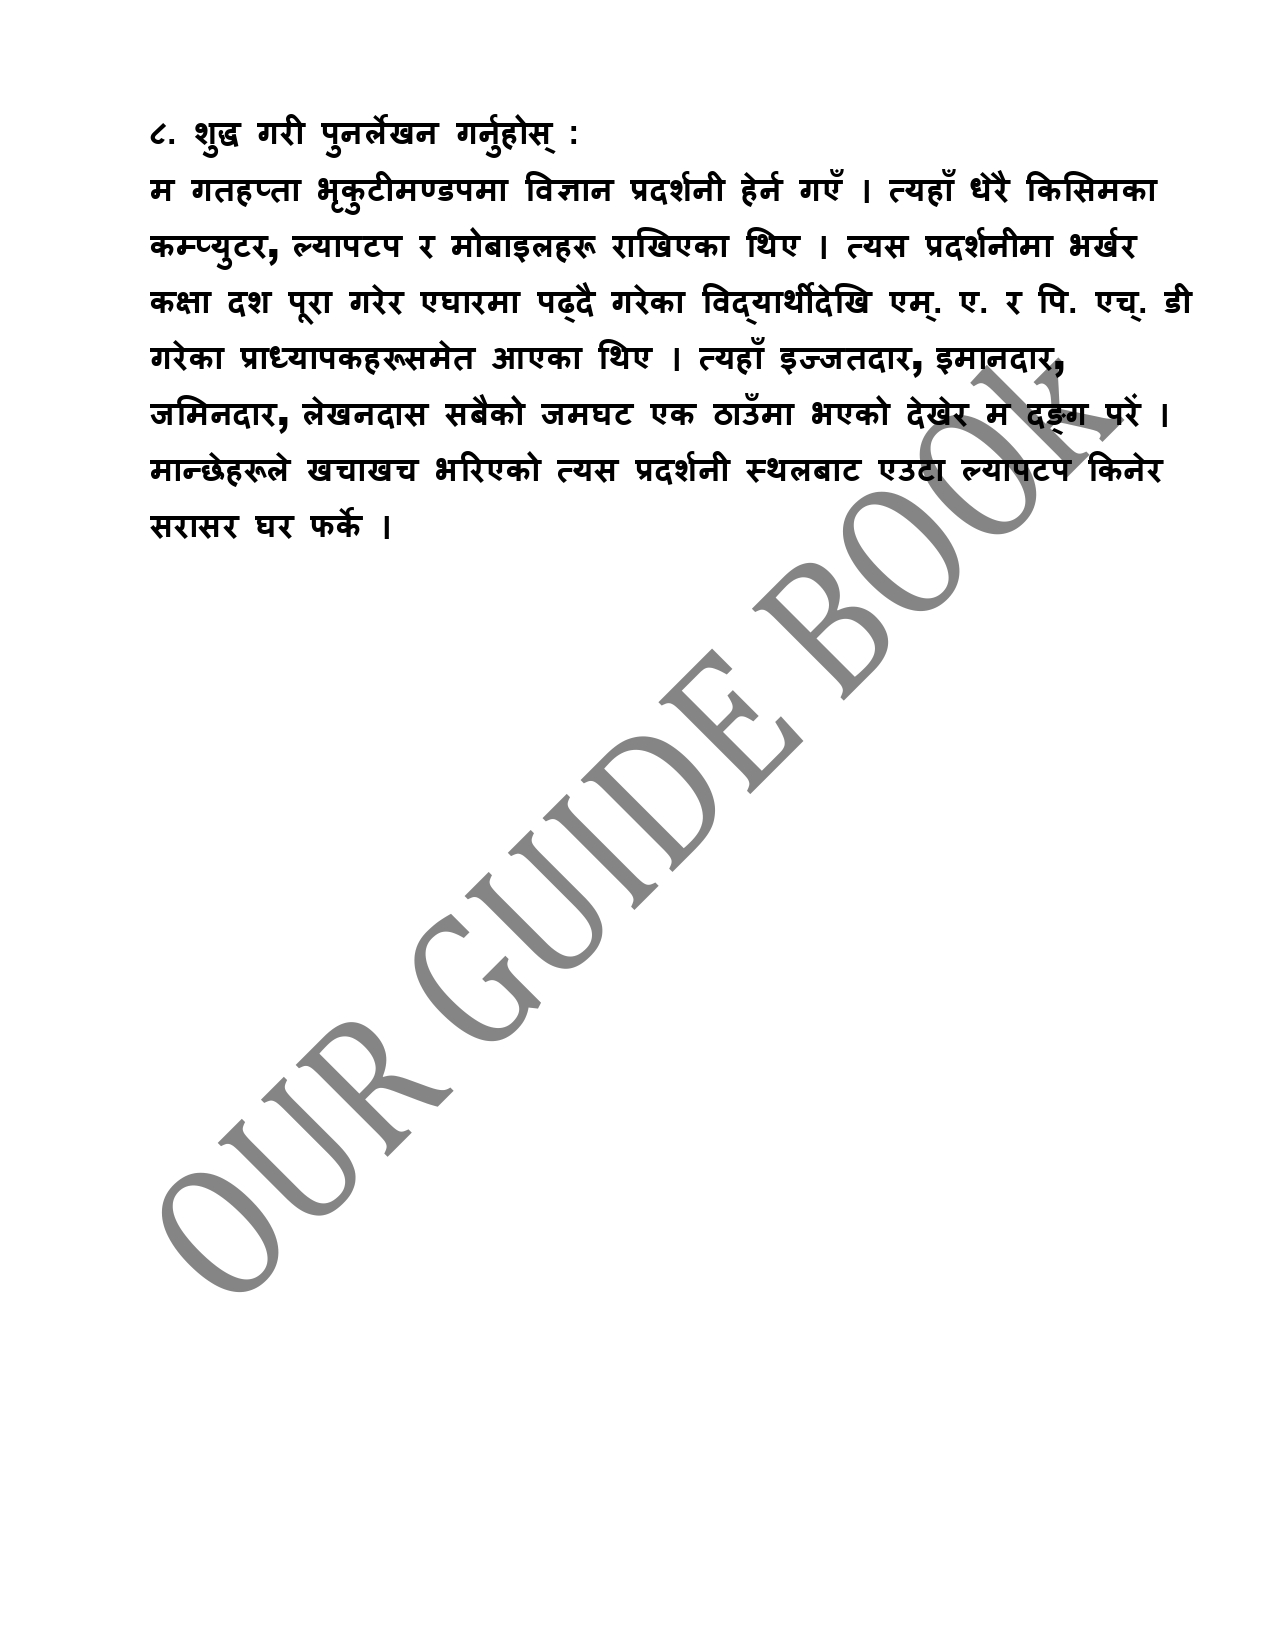 ८. शुद्ध गरी पुनर्लेखन गर्नुहोस् :
म गतहप्ता भृकुटीमण्डपमा विज्ञान प्रदर्शनी हेर्न गएँ । त्यहाँ धेरै किसिमका
कम्प्युटर, ल्यापटप र मोबाइलहरू राखिएका थिए । त्यस प्रदर्शनीमा भर्खर
कक्षा दश पूरा गरेर एघारमा पढ्दै गरेका विद्यार्थीदेखि एम्. ए. र पि. एच्. डी
गरेका प्राध्यापकहरूसमेत आएका थिए । त्यहाँ इज्जतदार, इमानदार,
जमिनदार, लेखनदास सबैको जमघट एक ठाउँमा भएको देखेर म दङ्ग परें ।
मान्छेहरूले खचाखच भरिएको त्यस प्रदर्शनी स्थलबाट एउटा ल्यापटप किनेर
सरासर घर फर्के ।
OUR GUIDE BOOk